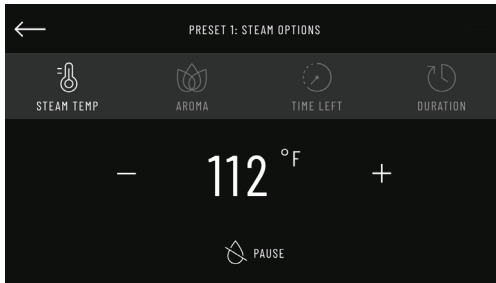 PRESET 1: STEAM OPTIONS
STEAM TEMP AROMA TIME LEFT DURATION
− 112 °F +
PAUSE